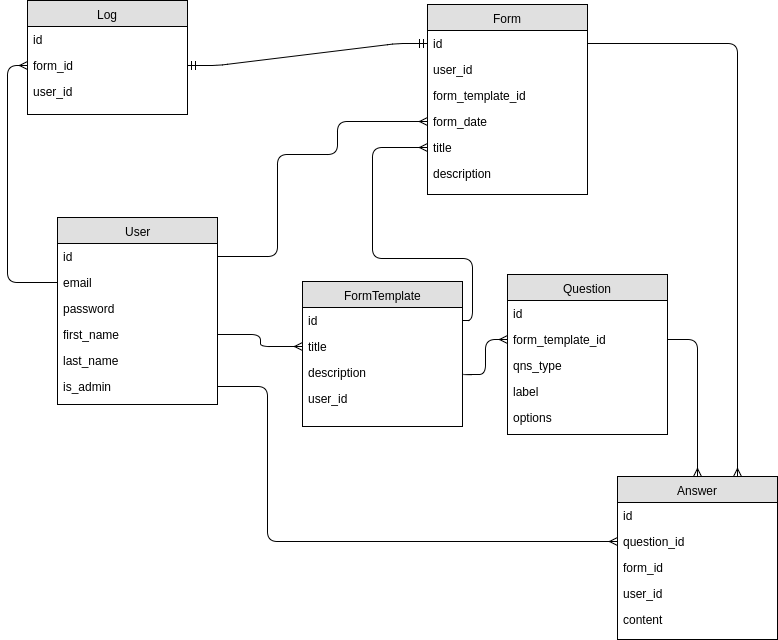 Log
id
form_id
user_id
Form
id
user_id
form_template_id
form_date
title
description
User
id
email
password
first_name
last_name
is_admin
FormTemplate
id
title
description
user_id
Question
id
form_template_id
qns_type
label
options
Answer
id
question_id
form_id
user_id
content